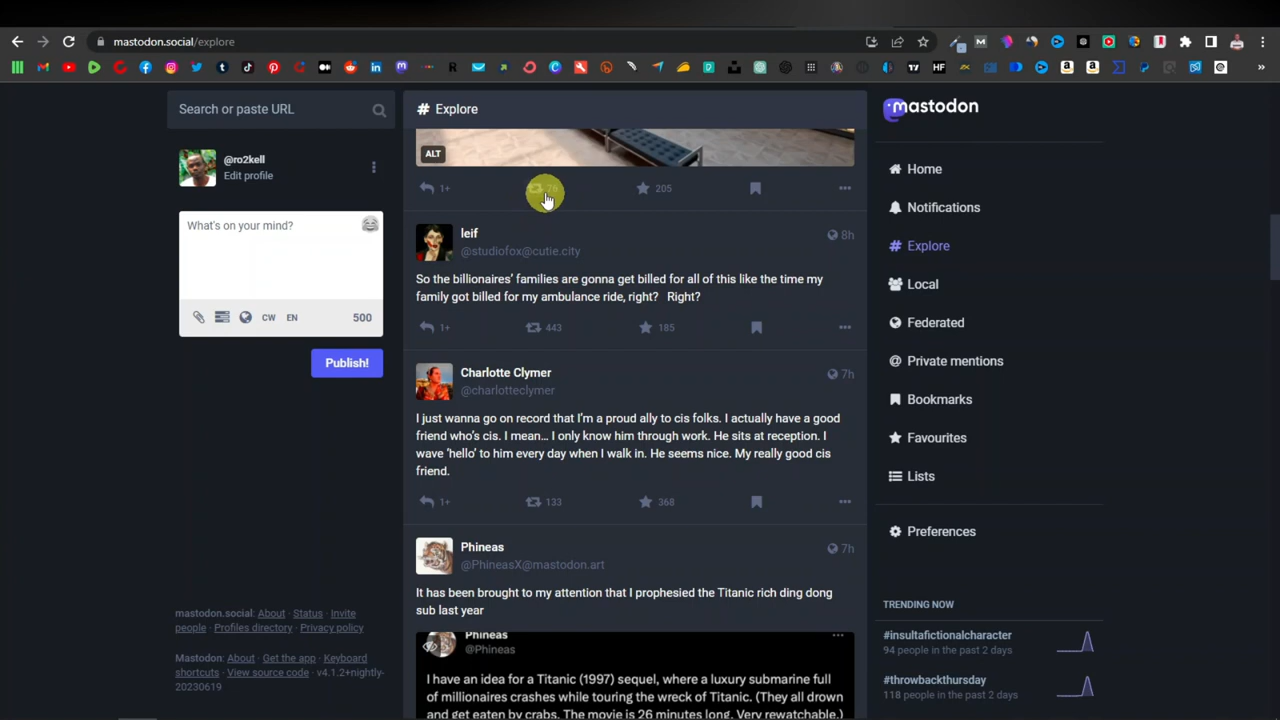 mastodon.social/explore
Search or paste URL
@ro2kell
Edit profile
What's on your mind?
CW
EN
500
Publish!
mastodon.social: About · Status · Invite
people · Profiles directory · Privacy policy
Mastodon: About · Get the app · Keyboard
shortcuts · View source code · v4.1.2+nightly-
20230619
# Explore
ALT
1+
76
205
leif
8h
@studiofox@cutie.city
So the billionaires’ families are gonna get billed for all of this like the time my
family got billed for my ambulance ride, right? Right?
1+
443
185
Charlotte Clymer
7h
@charlotteclymer
I just wanna go on record that I’m a proud ally to cis folks. I actually have a good
friend who’s cis. I mean… I only know him through work. He sits at reception. I
wave ‘hello’ to him every day when I walk in. He seems nice. My really good cis
friend.
1+
133
368
Phineas
7h
@PhineasX@mastodon.art
It has been brought to my attention that I prophesied the Titanic rich ding dong
sub last year
Phineas
@Phineas
I have an idea for a Titanic (1997) sequel, where a luxury submarine full
of millionaires crashes while touring the wreck of Titanic. (They all drown
and get eaten by crabs. The movie is 26 minutes long. Very rewatchable.)
mastodon
Home
Notifications
# Explore
Local
Federated
@ Private mentions
Bookmarks
Favourites
Lists
Preferences
TRENDING NOW
#insultafictionalcharacter
94 people in the past 2 days
#throwbackthursday
118 people in the past 2 days